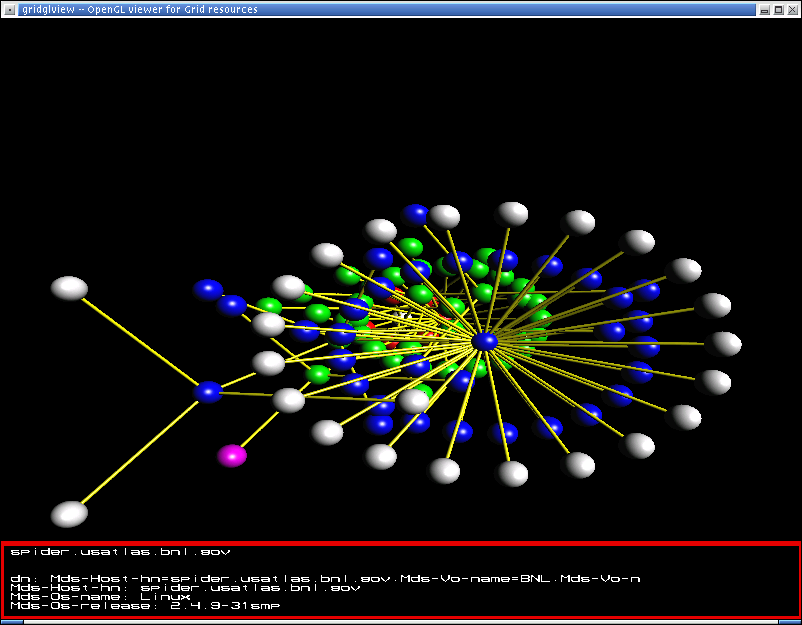 gridglview -- OpenGL viewer for Grid resources
spider.usatlas.bnl.gov
dn: Mds-Host-hn=spider.usatlas.bnl.gov,Mds-Vo-name=BNL,Mds-Vo-n
Mds-Host-hn: spider.usatlas.bnl.gov
Mds-Os-name: Linux
Mds-Os-release: 2.4.9-31smp